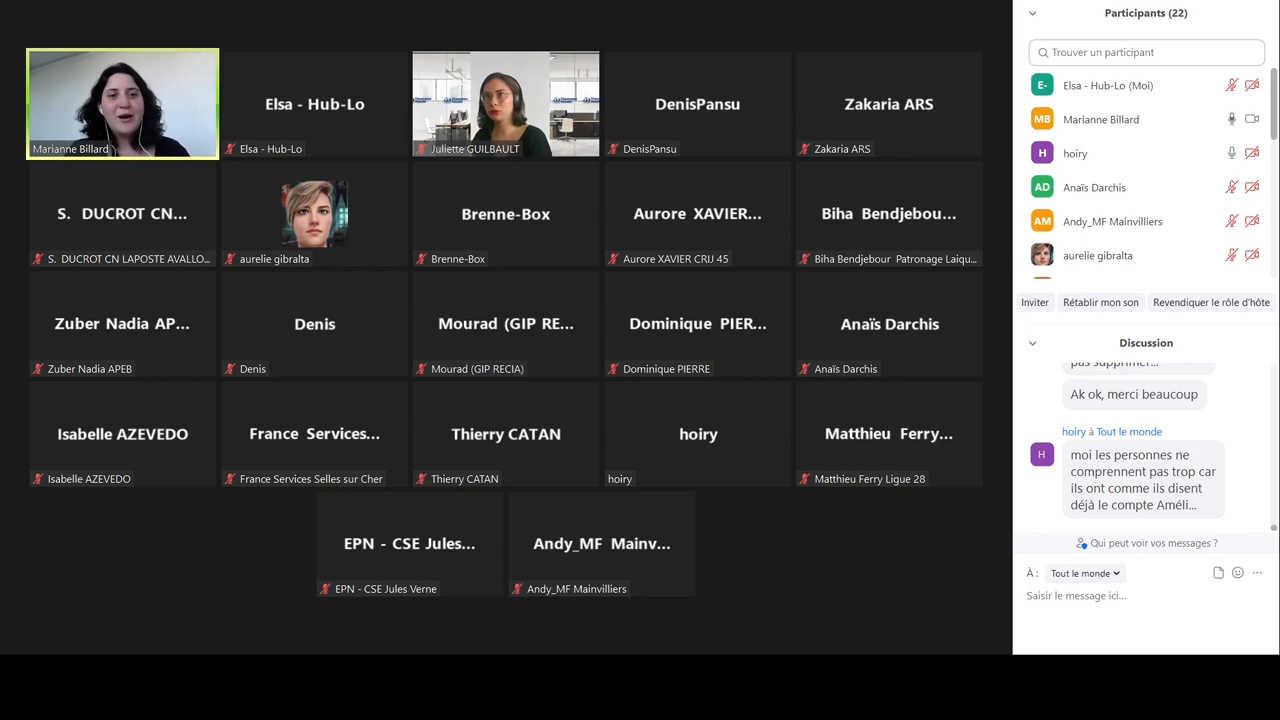 Marianne Billard
Elsa - Hub-Lo
Elsa - Hub-Lo
Juliette GUILBAULT
DenisPansu
DenisPansu
Zakaria ARS
Zakaria ARS
S. DUCROT CN...
S. DUCROT CN LAPOSTE AVALLO...
aurelie gibralta
Brenne-Box
Brenne-Box
Aurore XAVIER...
Aurore XAVIER CRIJ 45
Biha Bendjebou...
Biha Bendjebour Patronage Laiqu...
Zuber Nadia AP...
Zuber Nadia APEB
Denis
Denis
Mourad (GIP RE...
Mourad (GIP RECIA)
Dominique PIER...
Dominique PIERRE
Anaïs Darchis
Anaïs Darchis
Isabelle AZEVEDO
Isabelle AZEVEDO
France Services...
France Services Selles sur Cher
Thierry CATAN
Thierry CATAN
hoiry
hoiry
Matthieu Ferry...
Matthieu Ferry Ligue 28
EPN - CSE Jules...
EPN - CSE Jules Verne
Andy_MF Mainv...
Andy_MF Mainvilliers
Participants (22)
Trouver un participant
E- Elsa - Hub-Lo (Moi)
MB Marianne Billard
H hoiry
AD Anaïs Darchis
AM Andy_MF Mainvilliers
aurelie gibralta
Inviter Rétablir mon son Revendiquer le rôle d'hôte
Discussion
pas supprimer...
Ak ok, merci beaucoup
hoiry à Tout le monde
H
moi les personnes ne
comprennent pas trop car
ils ont comme ils disent
déjà le compte Améli...
Qui peut voir vos messages ?
À : Tout le monde
Saisir le message ici...